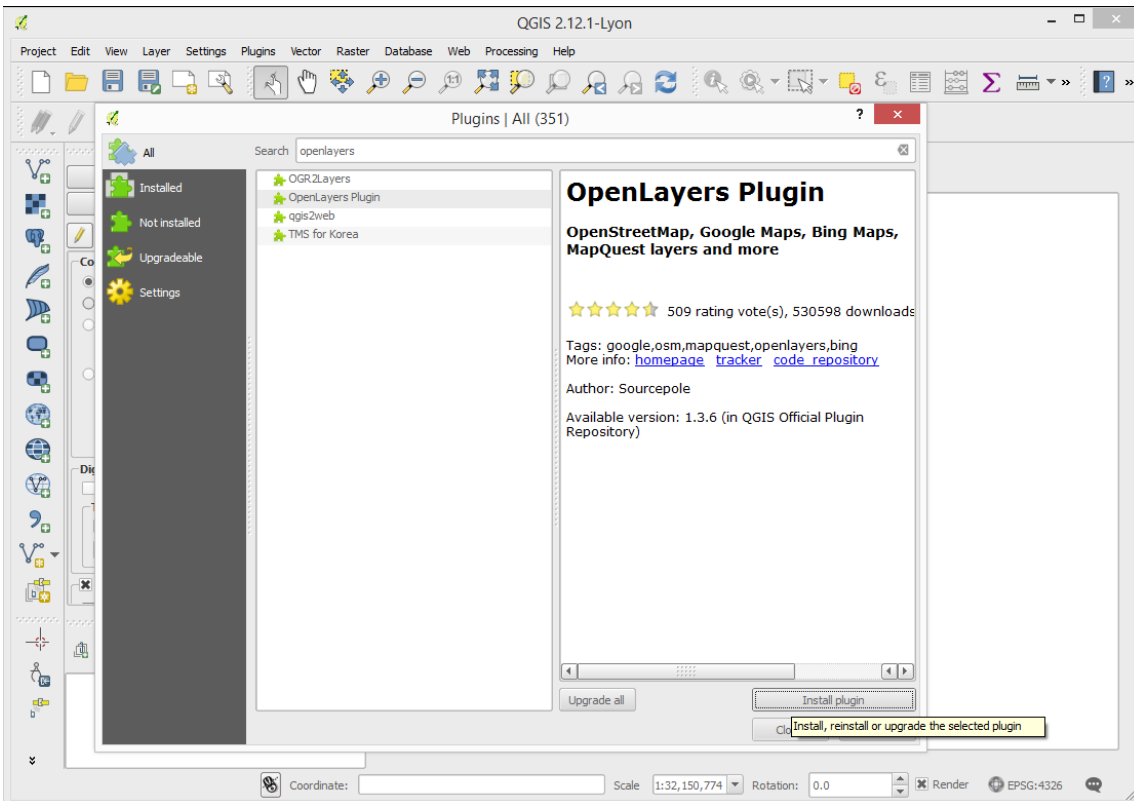 QGIS 2.12.1-Lyon
Project Edit View Layer Settings Plugins Vector Raster Database Web Processing Help
Plugins | All (351)
All
Search openlayers
Installed
Not installed
Upgradeable
Settings
OGR2Layers
OpenLayers Plugin
qgis2web
TMS for Korea
OpenLayers Plugin
OpenStreetMap, Google Maps, Bing Maps,
MapQuest layers and more
509 rating vote(s), 530598 downloads
Tags: google,osm,mapquest,openlayers,bing
More info: homepage tracker code repository
Author: Sourcepole
Available version: 1.3.6 (in QGIS Official Plugin
Repository)
Co
Dig
Upgrade all
Install plugin
Clo
Install, reinstall or upgrade the selected plugin
Coordinate:
Scale 1:32,150,774
Rotation: 0.0
Render
EPSG:4326